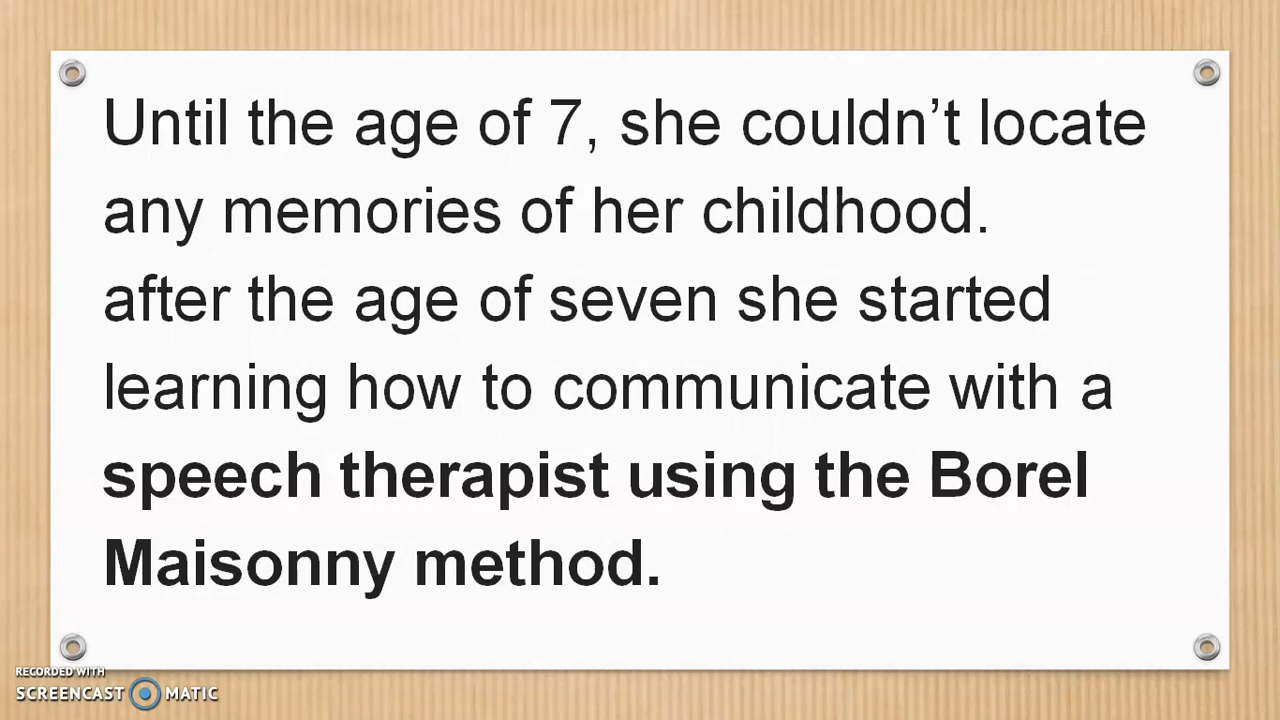 Until the age of 7, she couldn’t locate
any memories of her childhood.
after the age of seven she started
learning how to communicate with a
speech therapist using the Borel
Maisonny method.
RECORDED WITH
SCREENCAST MATIC